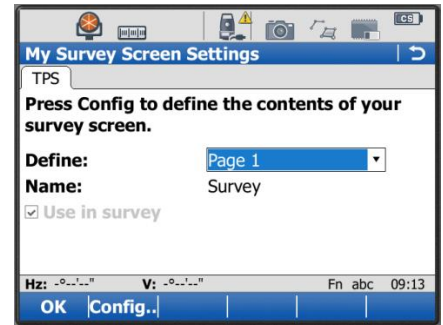 CS
My Survey Screen Settings
TPS
Press Config to define the contents of your
survey screen.
Define: Page 1
Name: Survey
Use in survey
Hz: -°--'--" V: -°--'--" Fn abc 09:13
OK Config..